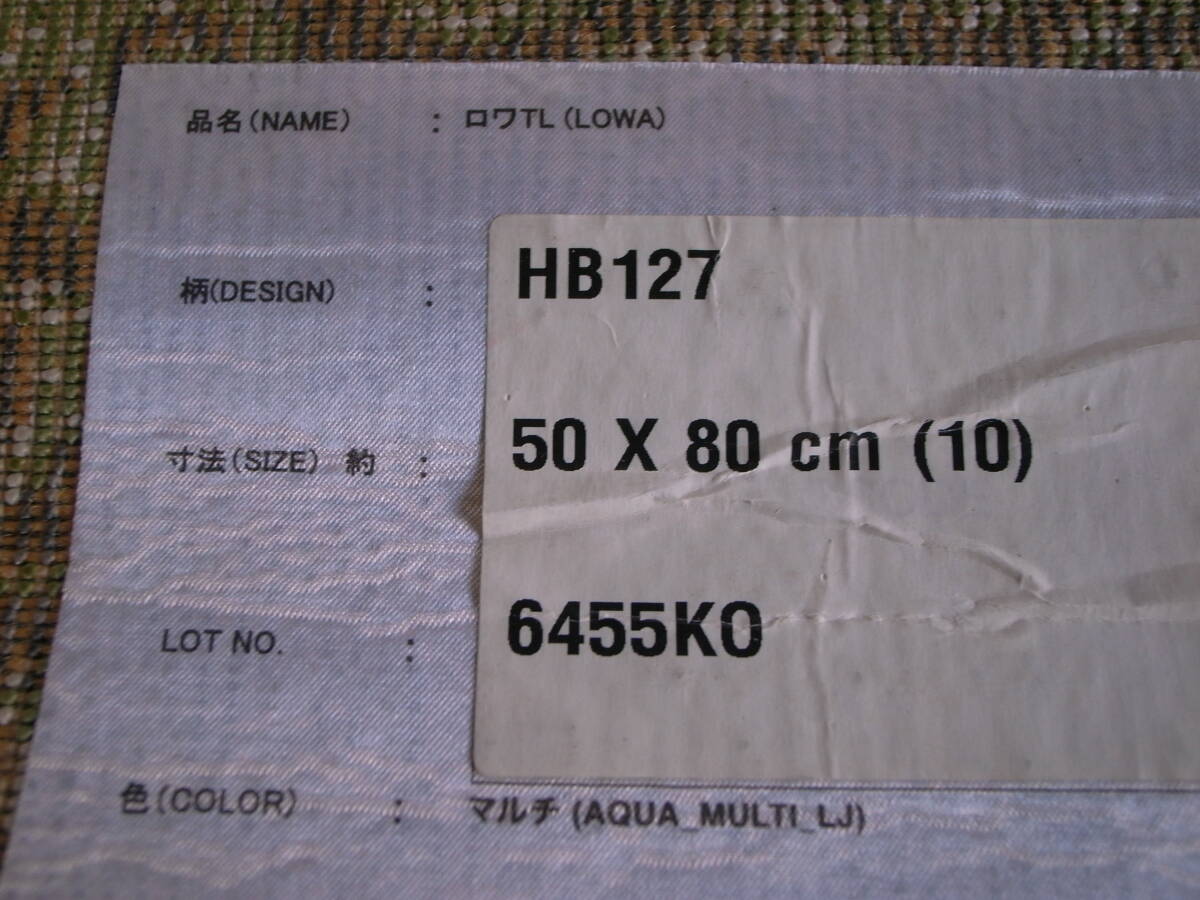 品名(NAME) : ロワTL (LOWA)
柄(DESIGN) : HB127
寸法(SIZE) 約 : 50 X 80 cm (10)
LOT NO. : 6455KO
色(COLOR) : マルチ (AQUA_MULTI_LJ)